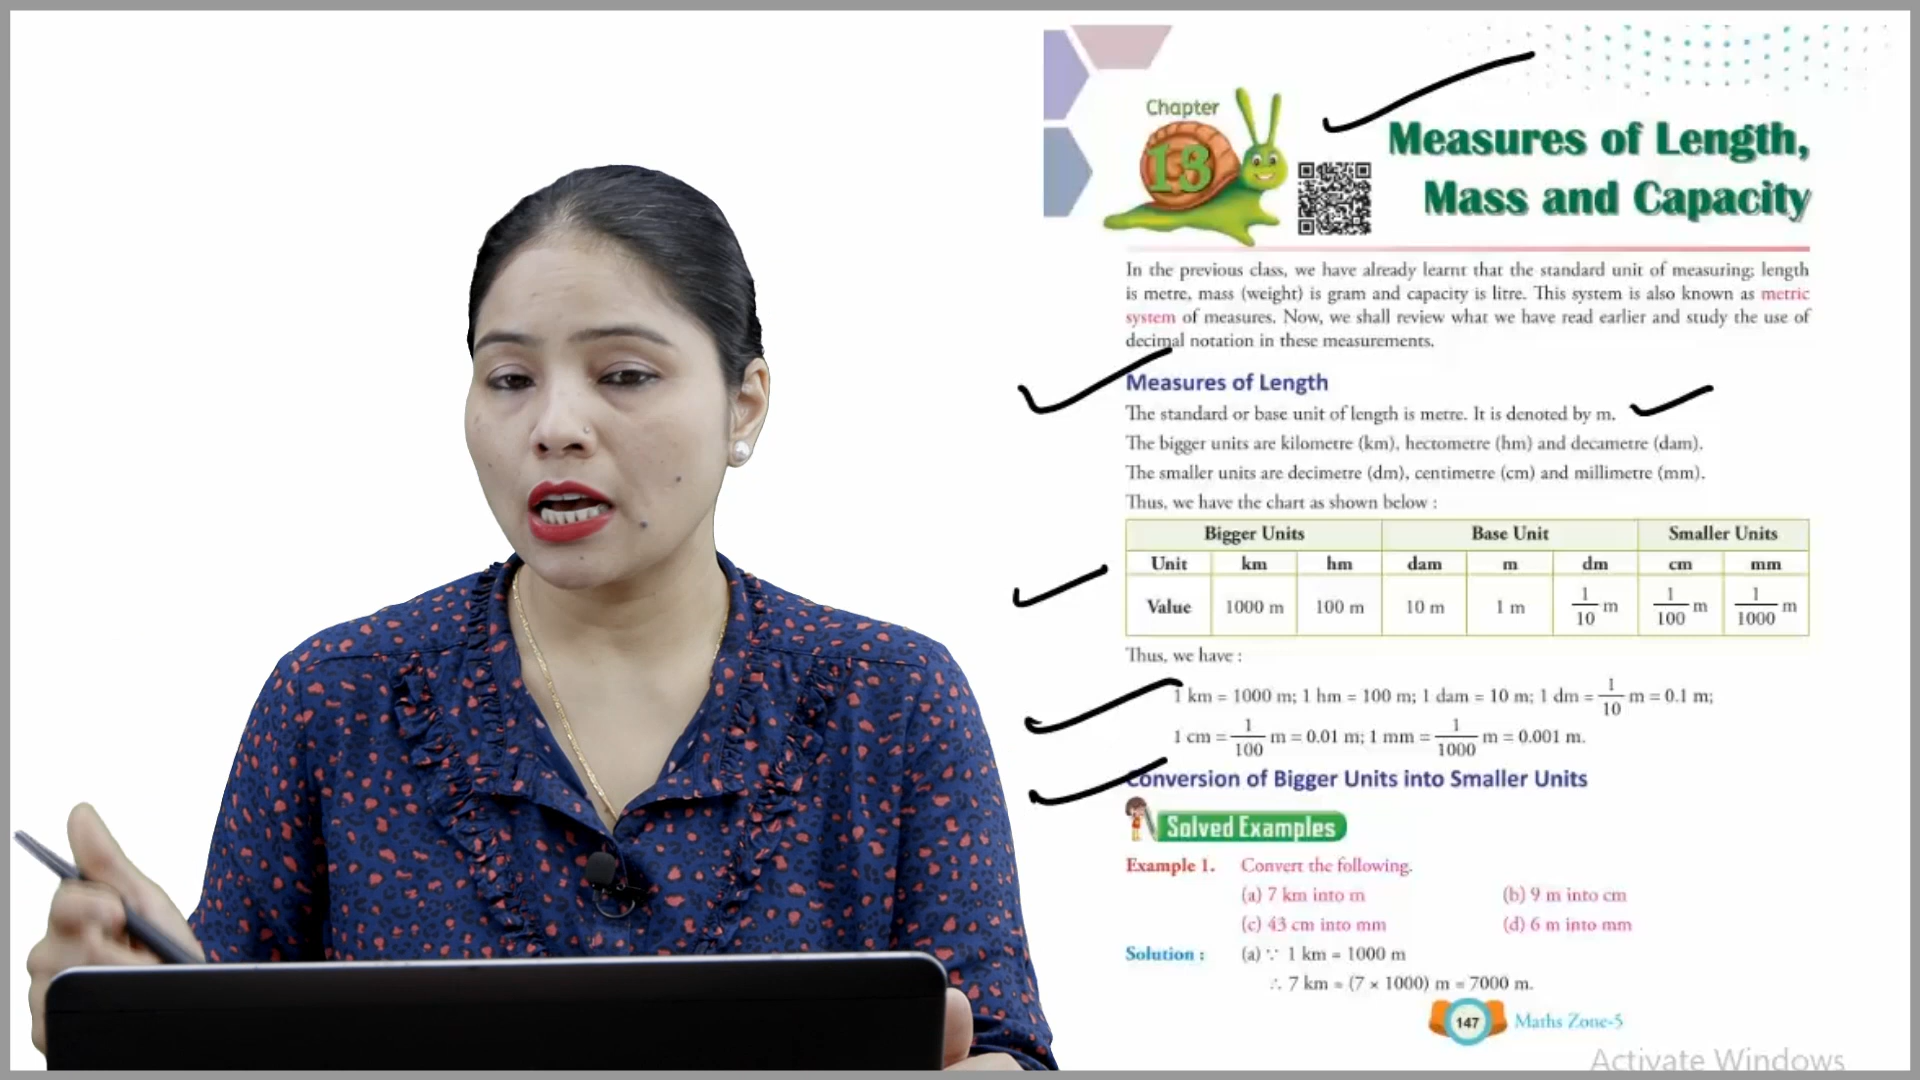 Chapter
13
Measures of Length,
Mass and Capacity
In the previous class, we have already learnt that the standard unit of measuring; length
is metre, mass (weight) is gram and capacity is litre. This system is also known as metric
system of measures. Now, we shall review what we have read earlier and study the use of
decimal notation in these measurements.
Measures of Length
The standard or base unit of length is metre. It is denoted by m.
The bigger units are kilometre (km), hectometre (hm) and decametre (dam).
The smaller units are decimetre (dm), centimetre (cm) and millimetre (mm).
Thus, we have the chart as shown below :
Bigger Units Base Unit Smaller Units
Unit km hm dam m dm cm mm
Value 1000 m 100 m 10 m 1 m 1/10 m 1/100 m 1/1000 m
Thus, we have :
1 km = 1000 m; 1 hm = 100 m; 1 dam = 10 m; 1 dm = 1/10 m = 0.1 m;
1 cm = 1/100 m = 0.01 m; 1 mm = 1/1000 m = 0.001 m.
Conversion of Bigger Units into Smaller Units
Solved Examples
Example 1. Convert the following.
(a) 7 km into m (b) 9 m into cm
(c) 43 cm into mm (d) 6 m into mm
Solution : (a) ∵ 1 km = 1000 m
∴ 7 km = (7 × 1000) m = 7000 m.
147 Maths Zone-5
Activate Windows